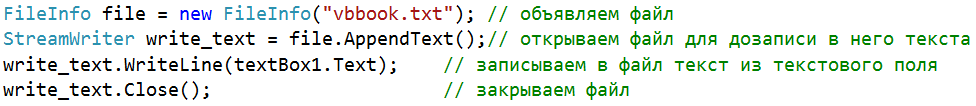 FileInfo file = new FileInfo("vbbook.txt"); // объявляем файл
StreamWriter write_text = file.AppendText();// открываем файл для дозаписи в него текста
write_text.WriteLine(textBox1.Text);    // записываем в файл текст из текстового поля
write_text.Close();                     // закрываем файл